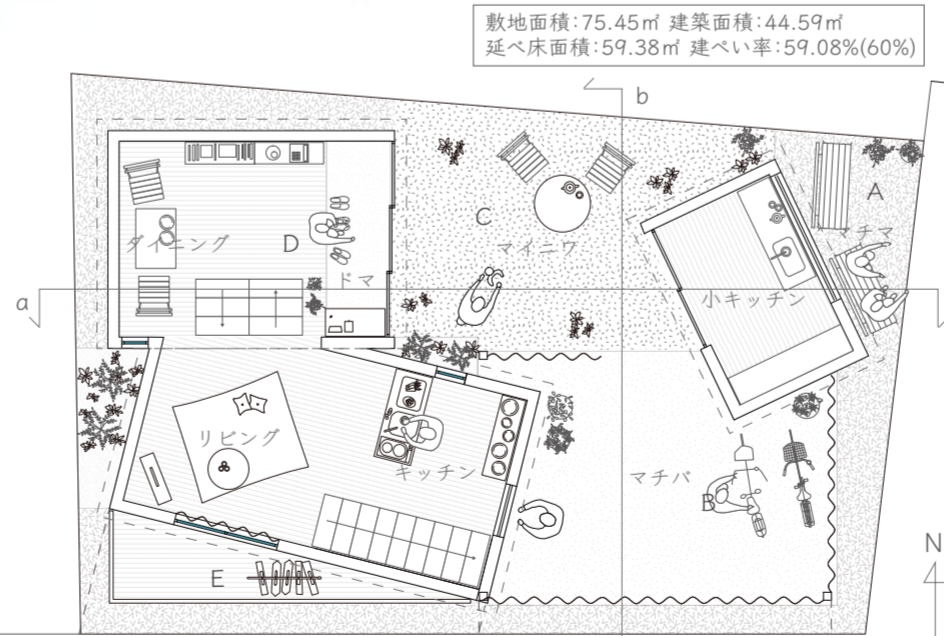 敷地面積:75.45㎡ 建築面積:44.59㎡
延べ床面積:59.38㎡ 建ぺい率:59.08%(60%)
b
A
マチマ
C
マイニワ
ダイニング
D
ドマ
a
小キッチン
リビング
キッチン
マチバ
B
E
N